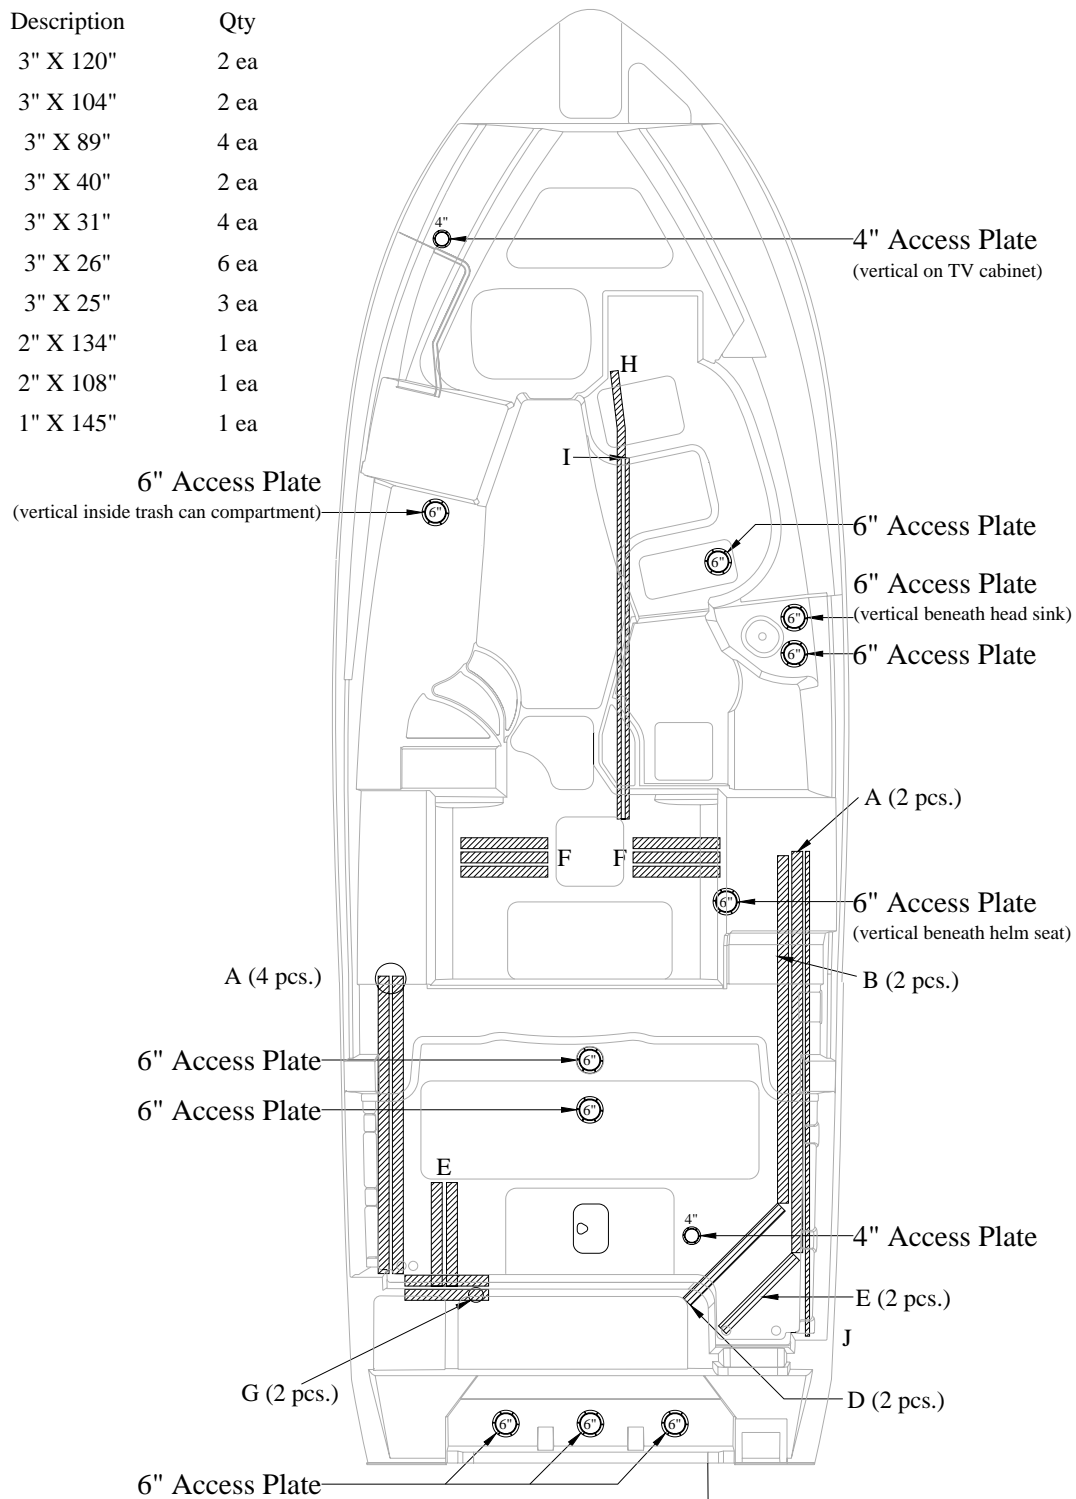 Description Qty
3" X 120" 2 ea
3" X 104" 2 ea
3" X 89" 4 ea
3" X 40" 2 ea
3" X 31" 4 ea
3" X 26" 6 ea
3" X 25" 3 ea
2" X 134" 1 ea
2" X 108" 1 ea
1" X 145" 1 ea
4"
4" Access Plate
(vertical on TV cabinet)
H
I
6" Access Plate
(vertical inside trash can compartment)
6"
6" Access Plate
6"
6" Access Plate
(vertical beneath head sink)
6"
6" Access Plate
6"
A (2 pcs.)
F F
6" Access Plate
(vertical beneath helm seat)
6"
A (4 pcs.)
B (2 pcs.)
6" Access Plate
6"
6" Access Plate
6"
E
4"
4" Access Plate
E (2 pcs.)
J
G (2 pcs.)
D (2 pcs.)
6" 6" 6"
6" Access Plate